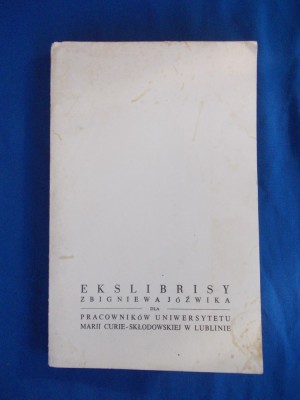 EKSLIBRISY
ZBIGNIEWA JÓŹWIKA
DLA
PRACOWNIKÓW UNIWERSYTETU
MARII CURIE-SKŁODOWSKIEJ W LUBLINIE